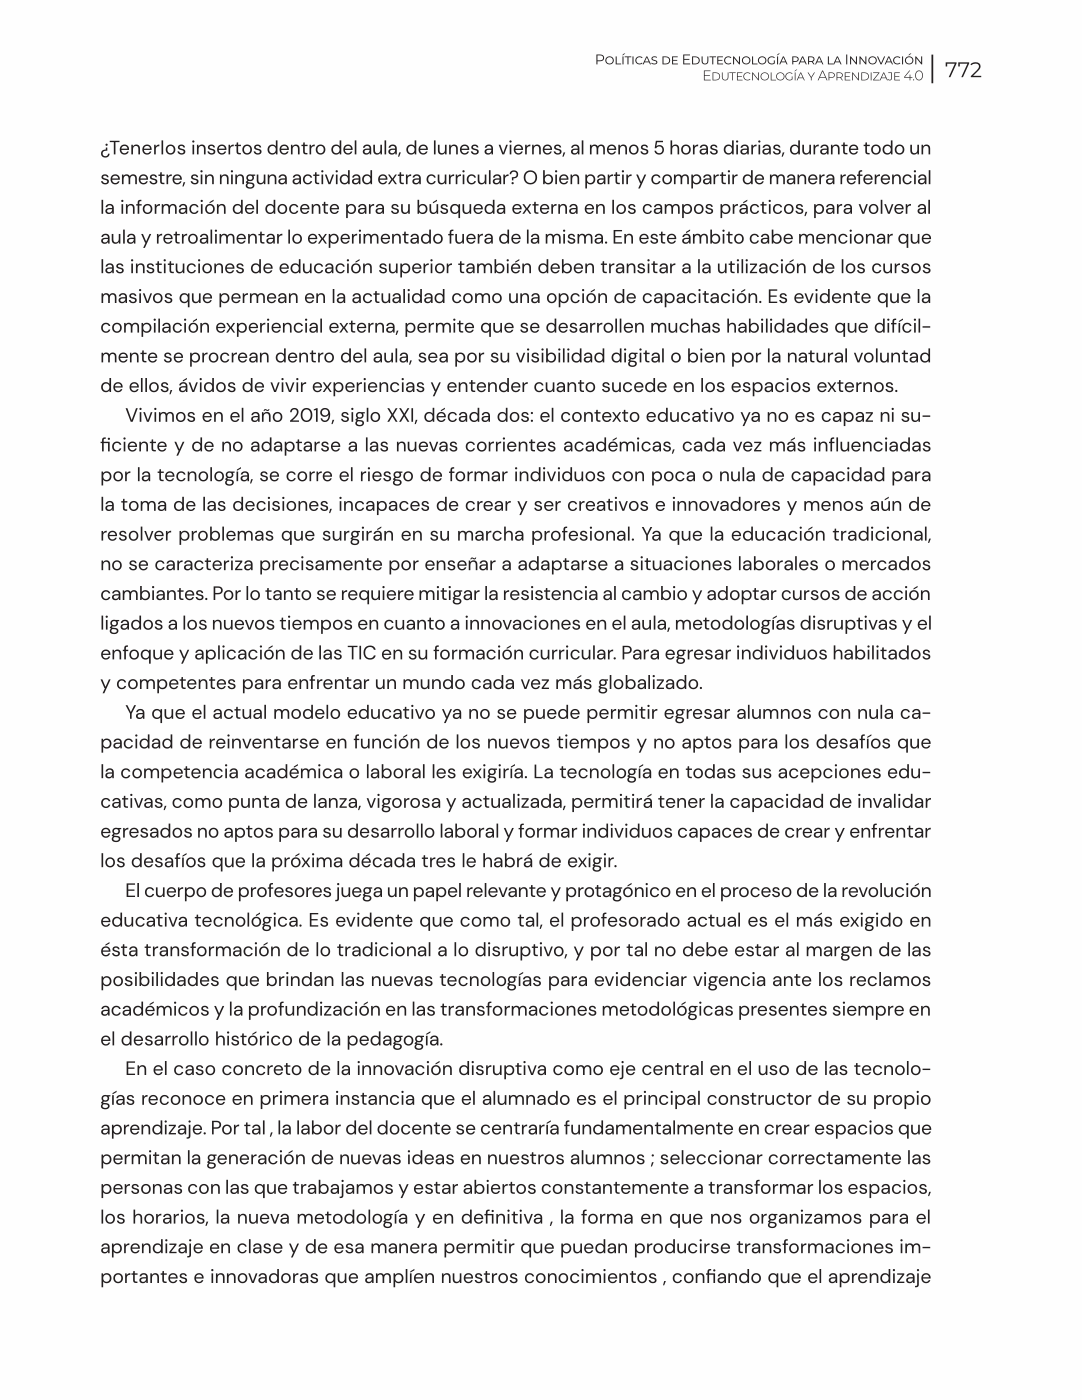 Políticas de Edutecnología para la Innovación
Edutecnología y Aprendizaje 4.0
772
¿Tenerlos insertos dentro del aula, de lunes a viernes, al menos 5 horas diarias, durante todo un
semestre, sin ninguna actividad extra curricular? O bien partir y compartir de manera referencial
la información del docente para su búsqueda externa en los campos prácticos, para volver al
aula y retroalimentar lo experimentado fuera de la misma. En este ámbito cabe mencionar que
las instituciones de educación superior también deben transitar a la utilización de los cursos
masivos que permean en la actualidad como una opción de capacitación. Es evidente que la
compilación experiencial externa, permite que se desarrollen muchas habilidades que difícil-
mente se procrean dentro del aula, sea por su visibilidad digital o bien por la natural voluntad
de ellos, ávidos de vivir experiencias y entender cuanto sucede en los espacios externos.
Vivimos en el año 2019, siglo XXI, década dos: el contexto educativo ya no es capaz ni su-
ficiente y de no adaptarse a las nuevas corrientes académicas, cada vez más influenciadas
por la tecnología, se corre el riesgo de formar individuos con poca o nula de capacidad para
la toma de las decisiones, incapaces de crear y ser creativos e innovadores y menos aún de
resolver problemas que surgirán en su marcha profesional. Ya que la educación tradicional,
no se caracteriza precisamente por enseñar a adaptarse a situaciones laborales o mercados
cambiantes. Por lo tanto se requiere mitigar la resistencia al cambio y adoptar cursos de acción
ligados a los nuevos tiempos en cuanto a innovaciones en el aula, metodologías disruptivas y el
enfoque y aplicación de las TIC en su formación curricular. Para egresar individuos habilitados
y competentes para enfrentar un mundo cada vez más globalizado.
Ya que el actual modelo educativo ya no se puede permitir egresar alumnos con nula ca-
pacidad de reinventarse en función de los nuevos tiempos y no aptos para los desafíos que
la competencia académica o laboral les exigiría. La tecnología en todas sus acepciones edu-
cativas, como punta de lanza, vigorosa y actualizada, permitirá tener la capacidad de invalidar
egresados no aptos para su desarrollo laboral y formar individuos capaces de crear y enfrentar
los desafíos que la próxima década tres le habrá de exigir.
El cuerpo de profesores juega un papel relevante y protagónico en el proceso de la revolución
educativa tecnológica. Es evidente que como tal, el profesorado actual es el más exigido en
ésta transformación de lo tradicional a lo disruptivo, y por tal no debe estar al margen de las
posibilidades que brindan las nuevas tecnologías para evidenciar vigencia ante los reclamos
académicos y la profundización en las transformaciones metodológicas presentes siempre en
el desarrollo histórico de la pedagogía.
En el caso concreto de la innovación disruptiva como eje central en el uso de las tecnolo-
gías reconoce en primera instancia que el alumnado es el principal constructor de su propio
aprendizaje. Por tal , la labor del docente se centraría fundamentalmente en crear espacios que
permitan la generación de nuevas ideas en nuestros alumnos ; seleccionar correctamente las
personas con las que trabajamos y estar abiertos constantemente a transformar los espacios,
los horarios, la nueva metodología y en definitiva , la forma en que nos organizamos para el
aprendizaje en clase y de esa manera permitir que puedan producirse transformaciones im-
portantes e innovadoras que amplíen nuestros conocimientos , confiando que el aprendizaje